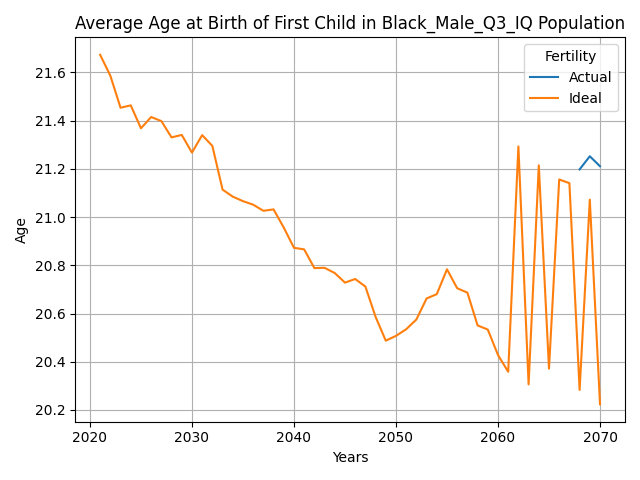 Average Age at Birth of First Child in Black_Male_Q3_IQ Population
Fertility
Actual
Ideal
21.6
21.4
21.2
21.0
20.8
20.6
20.4
20.2
Age
2020 2030 2040 2050 2060 2070
Years